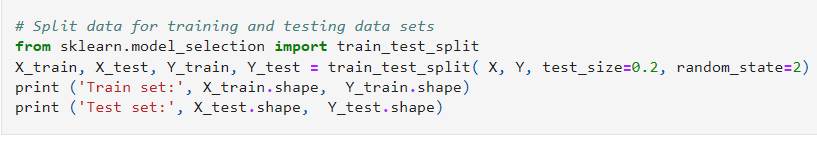 # Split data for training and testing data sets
from sklearn.model_selection import train_test_split
X_train, X_test, Y_train, Y_test = train_test_split( X, Y, test_size=0.2, random_state=2)
print ('Train set:', X_train.shape,  Y_train.shape)
print ('Test set:', X_test.shape,  Y_test.shape)